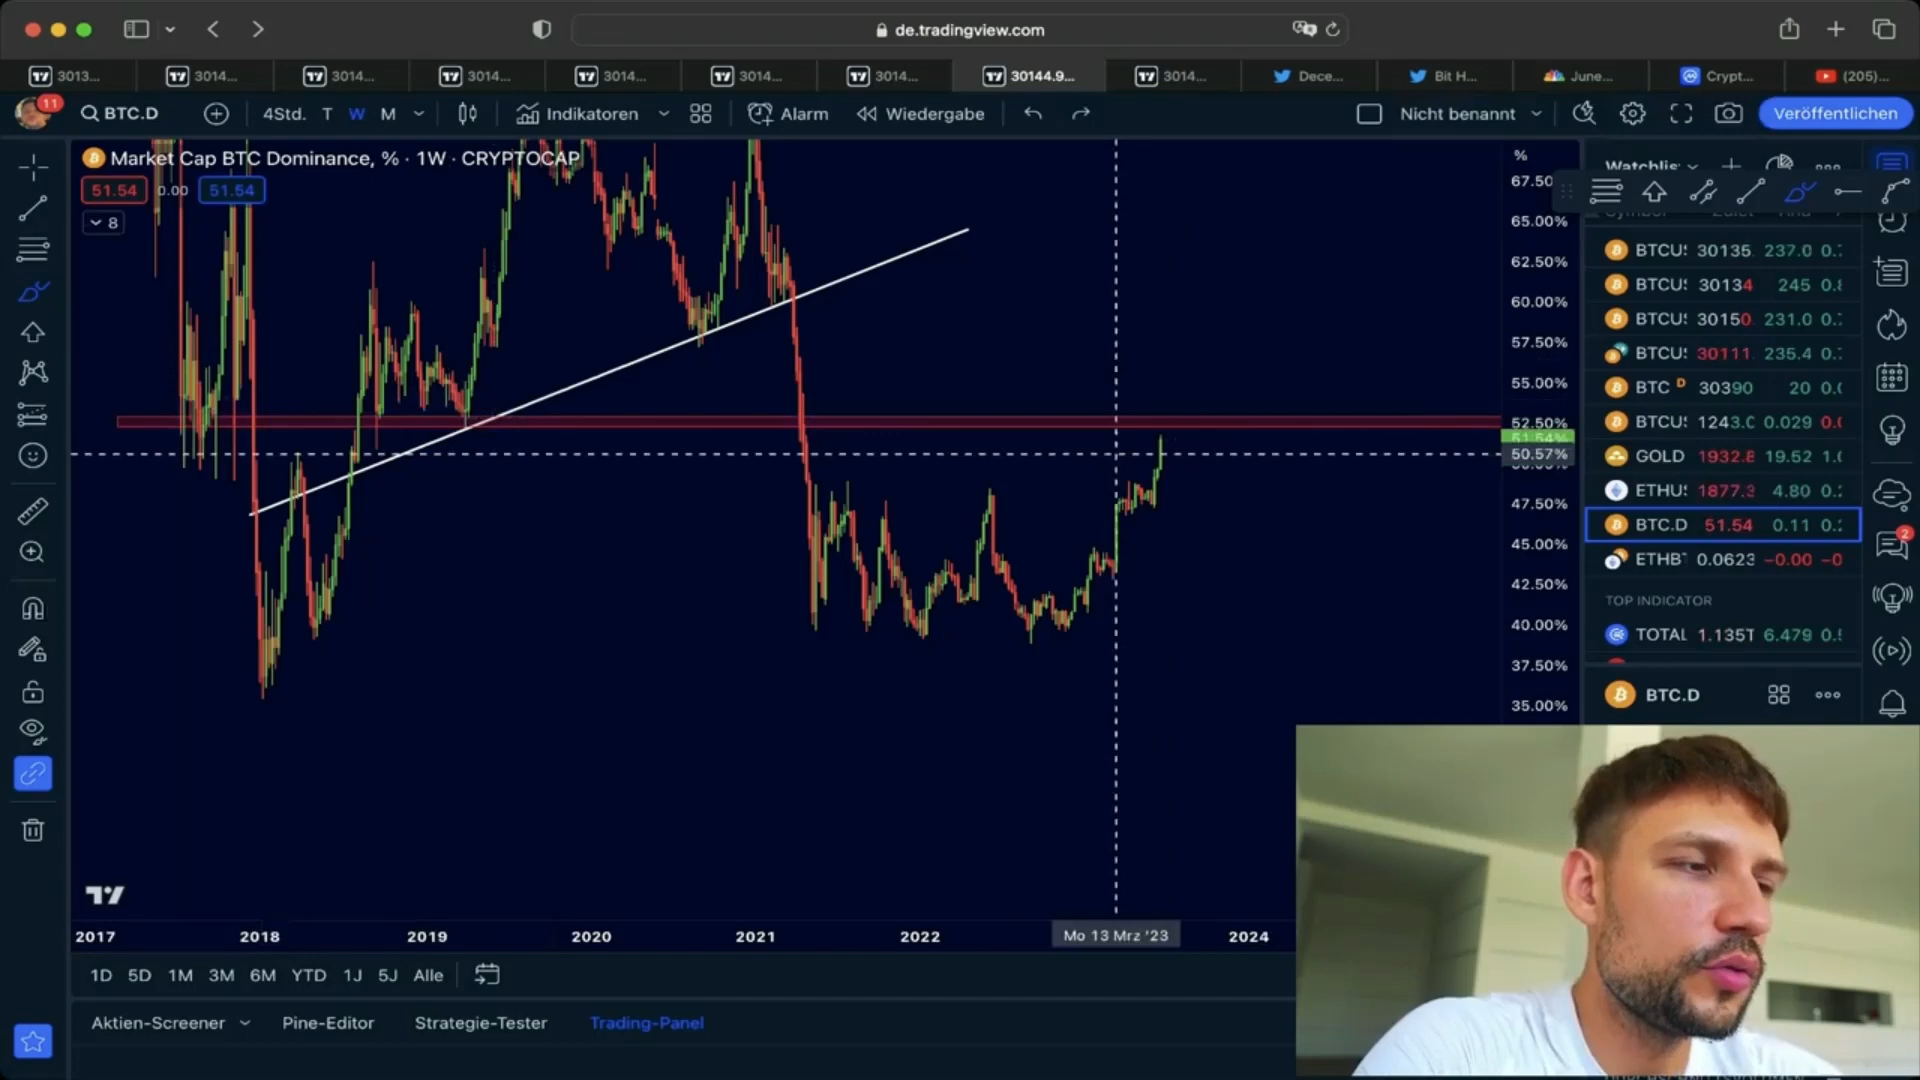 de.tradingview.com
3013...
3014...
3014...
3014...
3014...
3014...
3014...
30144.9...
3014...
Dece...
Bit H...
June...
Crypt...
(205)...
11
BTC.D
4Std.
T
W
M
Indikatoren
Alarm
Wiedergabe
Nicht benannt
Veröffentlichen
Market Cap BTC Dominance, % · 1W · CRYPTOCAP
51.54
0.00
51.54
8
%
67.50
65.00%
62.50%
60.00%
57.50%
55.00%
52.50%
51.54%
50.57%
47.50%
45.00%
42.50%
40.00%
37.50%
35.00%
Watchlis
BTCU 30135 237.0
BTCU 30134 245
BTCU 30150 231.0
BTCU 30111 235.4
BTC D 30390 20
BTCU 1243.0 0.029
GOLD 1932.8 19.52
ETHU 1877.3 4.80
BTC.D 51.54 0.11
ETHB 0.0623 -0.00
TOP INDICATOR
TOTAL 1.135T 6.479
2
BTC.D
2017
2018
2019
2020
2021
2022
Mo 13 Mrz '23
2024
1D
5D
1M
3M
6M
YTD
1J
5J
Alle
Aktien-Screener
Pine-Editor
Strategie-Tester
Trading-Panel